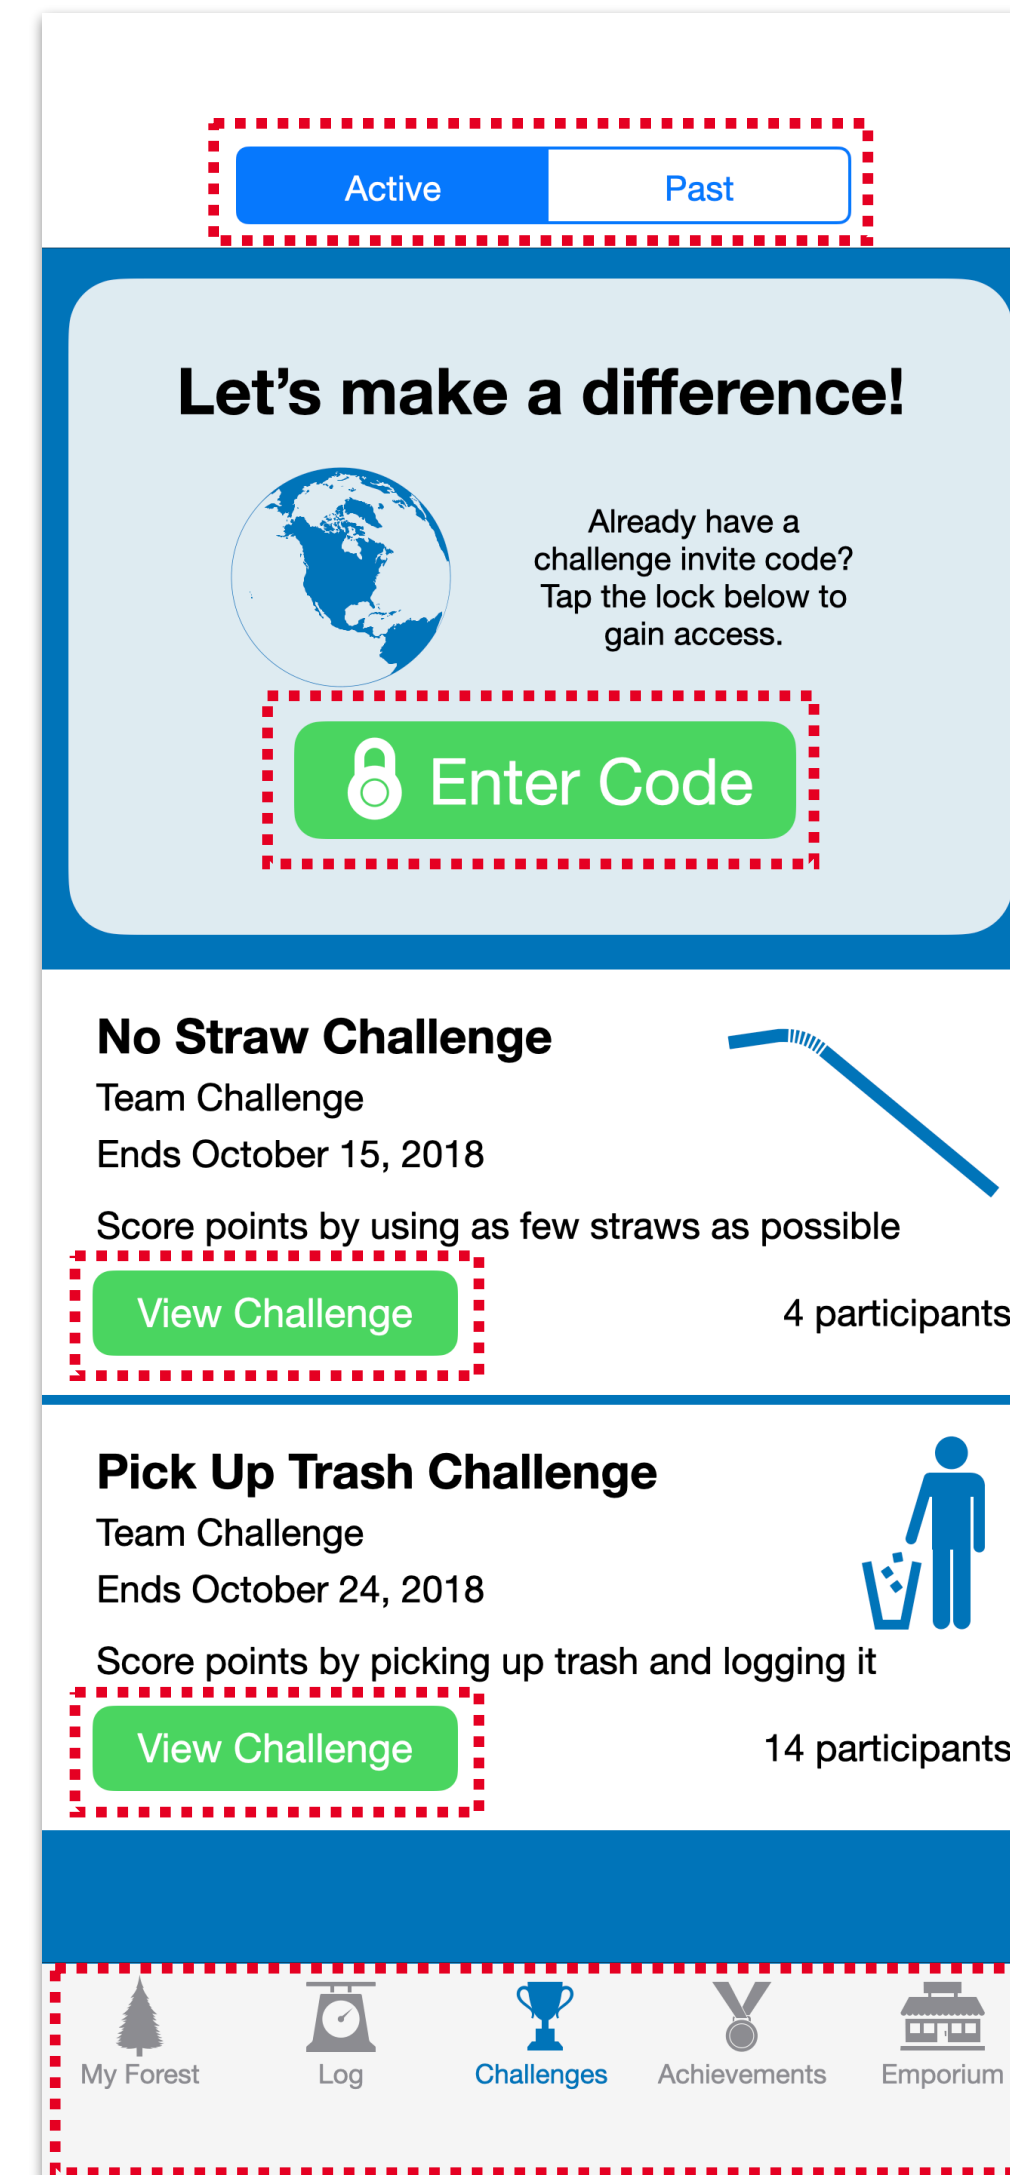 Active Past
Let’s make a difference!
Already have a
challenge invite code?
Tap the lock below to
gain access.
Enter Code
No Straw Challenge
Team Challenge
Ends October 15, 2018
Score points by using as few straws as possible
View Challenge 4 participants
Pick Up Trash Challenge
Team Challenge
Ends October 24, 2018
Score points by picking up trash and logging it
View Challenge 14 participants
My Forest Log Challenges Achievements Emporium